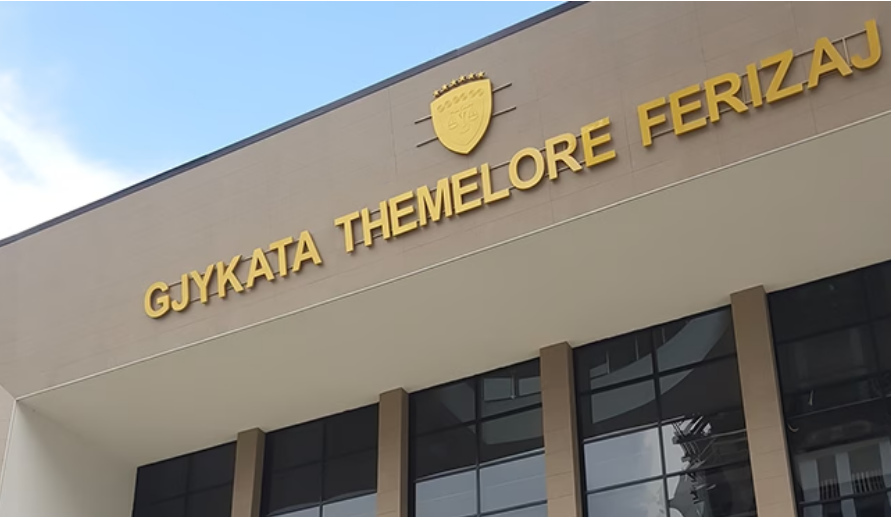 GJYKATA THEMELORE FERIZAJ